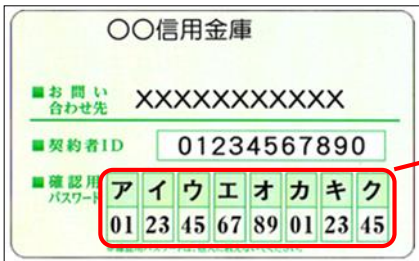 〇〇信用金庫
■お問い合わせ先 XXXXXXXXXXX
■契約者ID 01234567890
■確認用パスワード
ア イ ウ エ オ カ キ ク
01 23 45 67 89 01 23 45